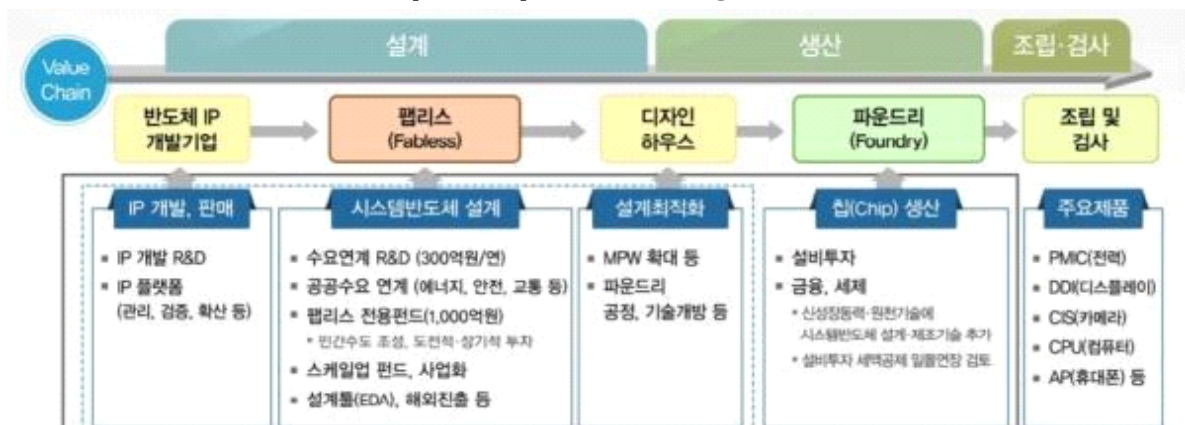 Value
Chain
설계
생산
조립·검사
반도체 IP
개발기업
팹리스
(Fabless)
디자인
하우스
파운드리
(Foundry)
조립 및
검사
IP 개발, 판매
▪ IP 개발 R&D
▪ IP 플랫폼
(관리, 검증, 확산 등)
시스템반도체 설계
▪ 수요연계 R&D (300억원/연)
▪ 공공수요 연계 (에너지, 안전, 교통 등)
▪ 팹리스 전용펀드(1,000억원)
* 민간주도 조성, 도전적·장기적 투자
▪ 스케일업 펀드, 사업화
▪ 설계툴(EDA), 해외진출 등
설계최적화
▪ MPW 확대 등
▪ 파운드리
공정, 기술개방 등
칩(Chip) 생산
▪ 설비투자
▪ 금융, 세제
* 신성장동력·원천기술에
시스템반도체 설계·제조기술 추가
* 설비투자 세액공제 일몰연장 검토
주요제품
▪ PMIC(전력)
▪ DDI(디스플레이)
▪ CIS(카메라)
▪ CPU(컴퓨터)
▪ AP(휴대폰) 등